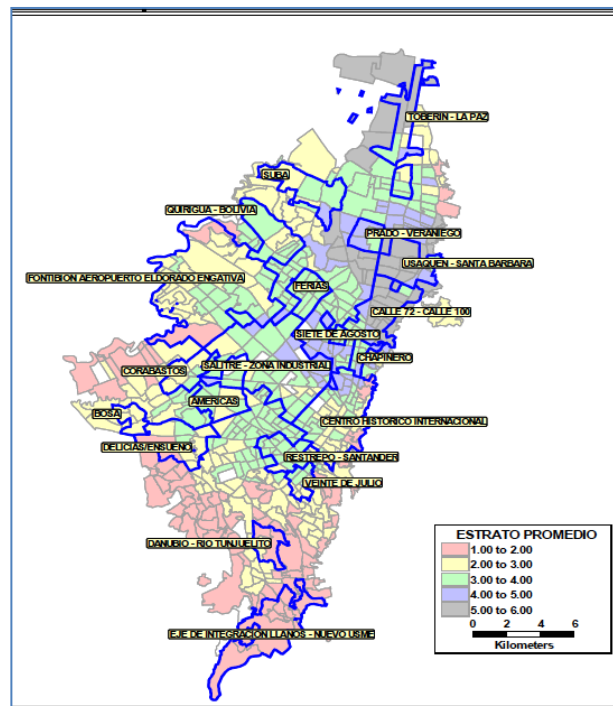 TOBERIN - LA PAZ
SUBA
QUIRIGUA - BOLIVIA
PRADO - VERANIEGO
USAQUEN - SANTA BARBARA
FONTIBION AEROPUERTO ELDORADO ENGATIVA
FERIAS
CALLE 72 - CALLE 100
SIETE DE AGOSTO
CHAPINERO
SALITRE - ZONA INDUSTRIAL
CORABASTOS
AMERICAS
BOSA
CENTRO HISTORICO INTERNACIONAL
DELICIAS/ENSUENO
RESTREPO - SANTANDER
VEINTE DE JULIO
DANUBIO - RIO TUNJUELITO
EJE DE INTEGRACION LLANOS - NUEVO USME
ESTRATO PROMEDIO
1.00 to 2.00
2.00 to 3.00
3.00 to 4.00
4.00 to 5.00
5.00 to 6.00
0 2 4 6
Kilometers